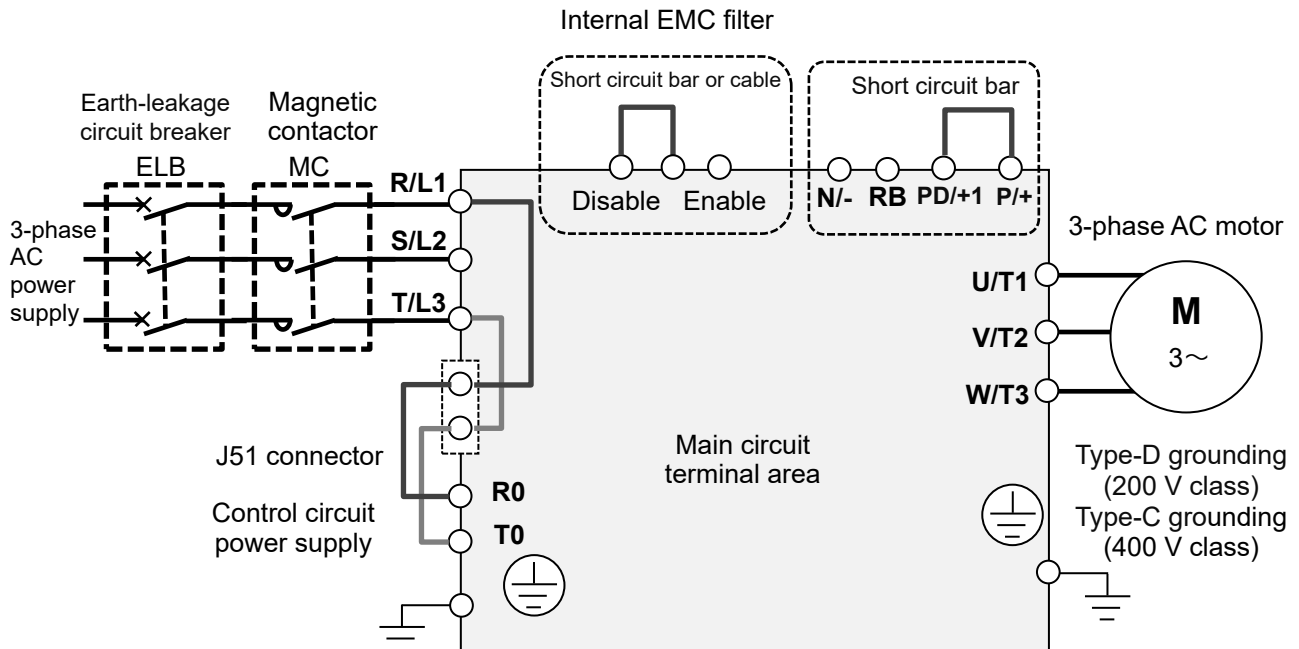 Internal EMC filter
Short circuit bar or cable
Short circuit bar
Earth-leakage
circuit breaker
Magnetic
contactor
ELB
MC
R/L1
Disable
Enable
N/-
RB
PD/+1
P/+
3-phase
AC
power
supply
S/L2
T/L3
3-phase AC motor
U/T1
V/T2
W/T3
M
3～
J51 connector
Main circuit
terminal area
R0
T0
Control circuit
power supply
Type-D grounding
(200 V class)
Type-C grounding
(400 V class)